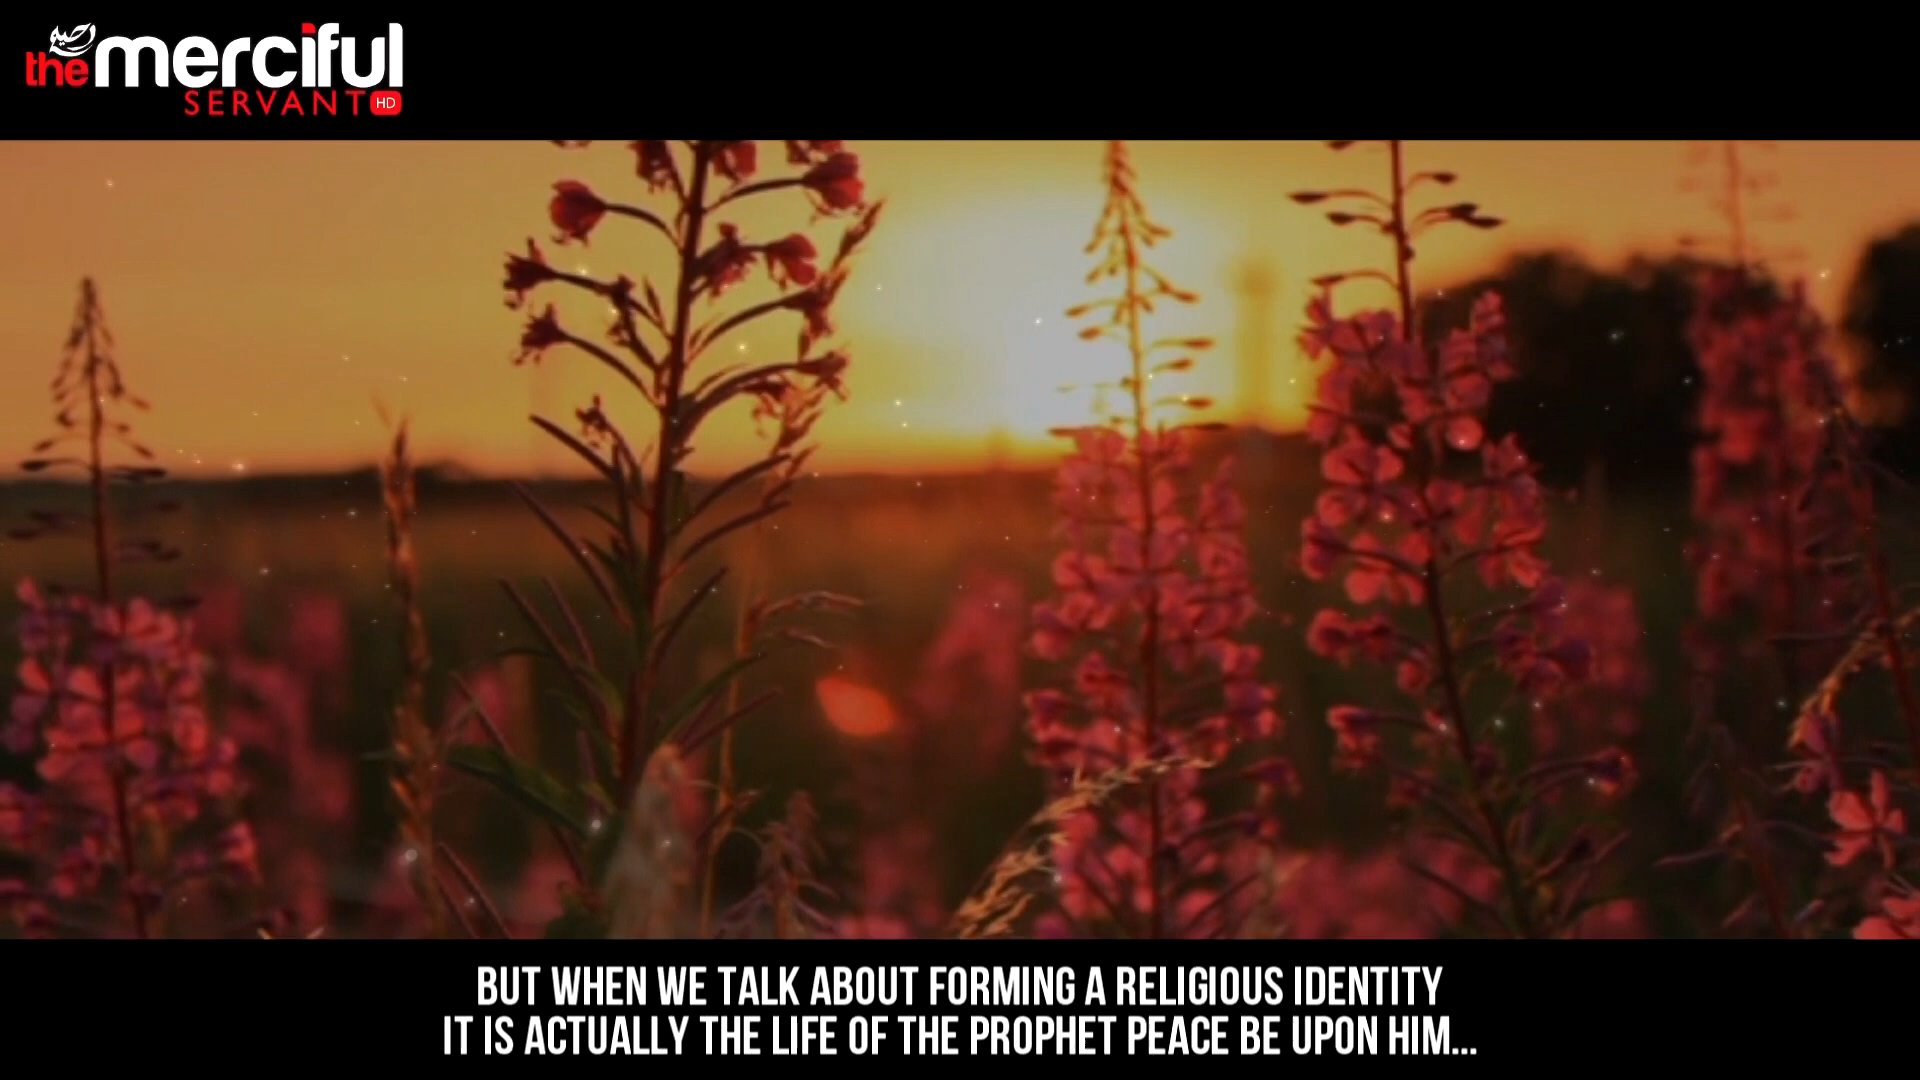 the merciful
SERVANT HD
BUT WHEN WE TALK ABOUT FORMING A RELIGIOUS IDENTITY
IT IS ACTUALLY THE LIFE OF THE PROPHET PEACE BE UPON HIM...